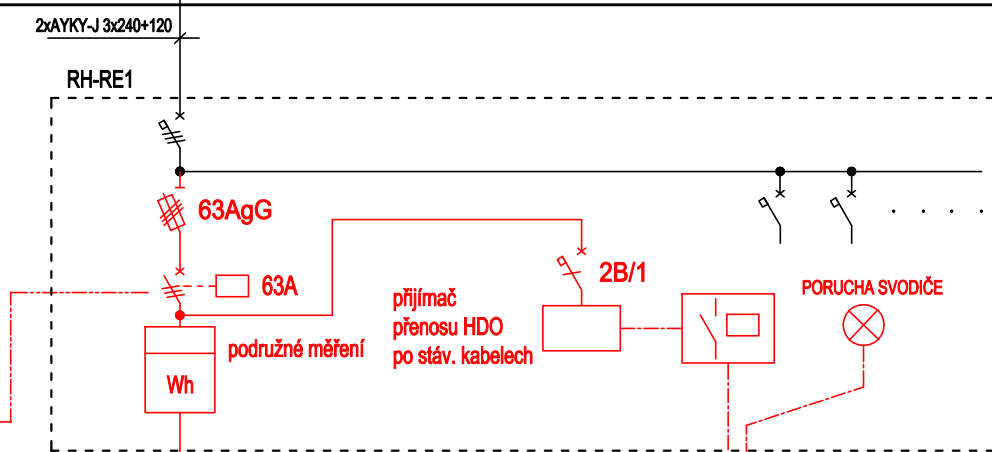 2xAYKY-J 3x240+120
RH-RE1
63AgG
63A
2B/1
PORUCHA SVODIČE
přijímač
přenosu HDO
po stáv. kabelech
podružné měření
Wh